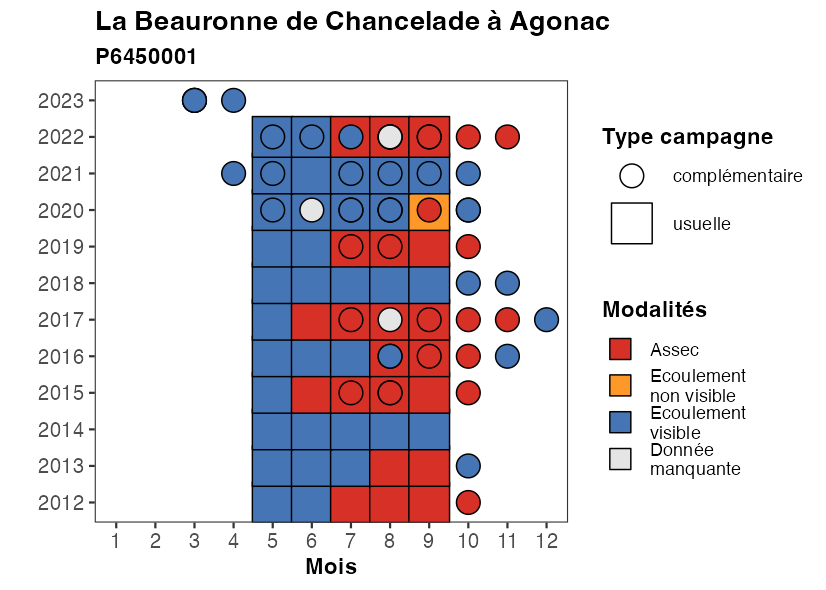 La Beauronne de Chancelade à Agonac
P6450001
2023
2022
2021
2020
2019
2018
2017
2016
2015
2014
2013
2012
1 2 3 4 5 6 7 8 9 10 11 12
Mois
Type campagne
complémentaire
usuelle
Modalités
Assec
Ecoulement
non visible
Ecoulement
visible
Donnée
manquante